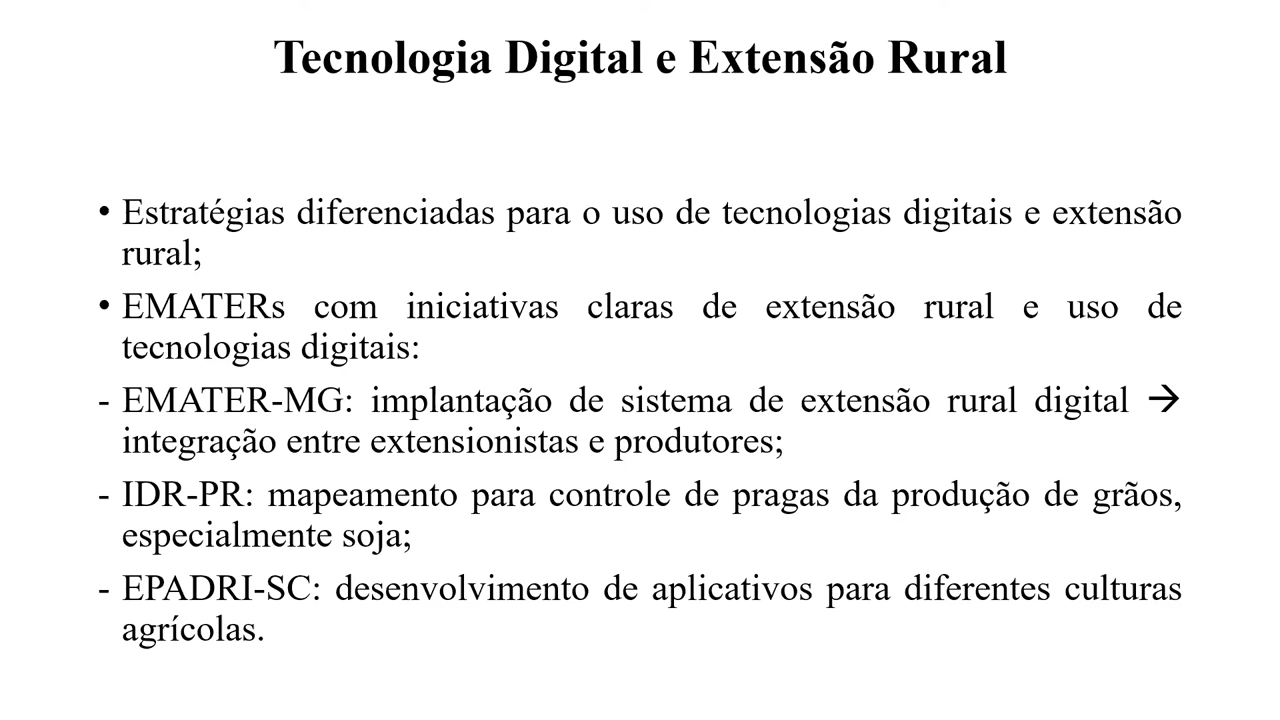 Tecnologia Digital e Extensão Rural
• Estratégias diferenciadas para o uso de tecnologias digitais e extensão
rural;
• EMATERs com iniciativas claras de extensão rural e uso de
tecnologias digitais:
- EMATER-MG: implantação de sistema de extensão rural digital →
integração entre extensionistas e produtores;
- IDR-PR: mapeamento para controle de pragas da produção de grãos,
especialmente soja;
- EPADRI-SC: desenvolvimento de aplicativos para diferentes culturas
agrícolas.